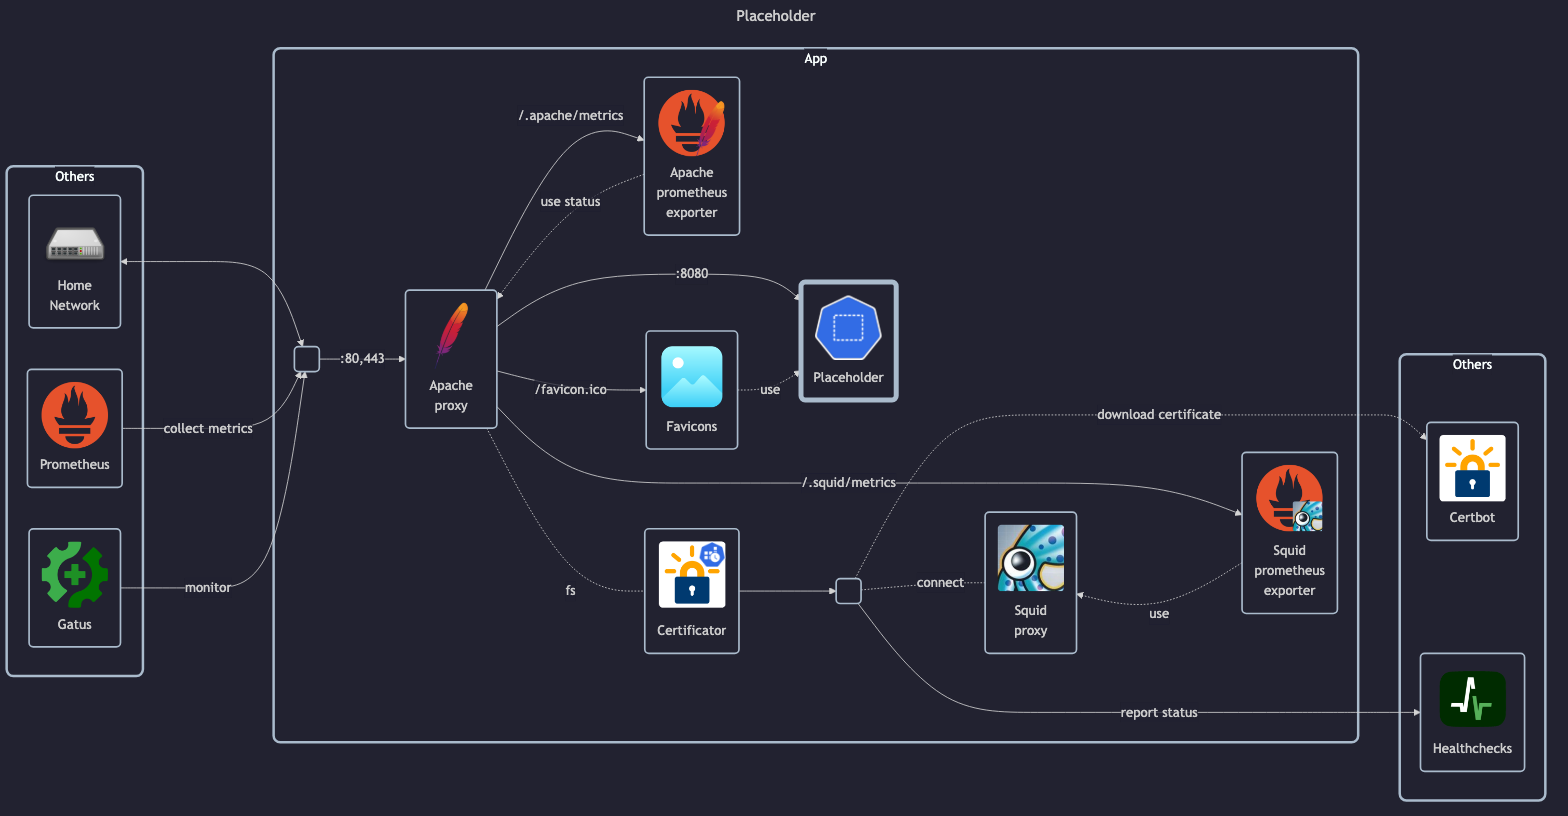 Placeholder
App
Others
Home
Network
Prometheus
Gatus
collect metrics
monitor
:80,443
Apache
proxy
/.apache/metrics
use status
Apache
prometheus
exporter
:8080
/favicon.ico
Favicons
use
Placeholder
/.squid/metrics
fs
Certificator
connect
Squid
proxy
use
Squid
prometheus
exporter
download certificate
report status
Others
Certbot
Healthchecks